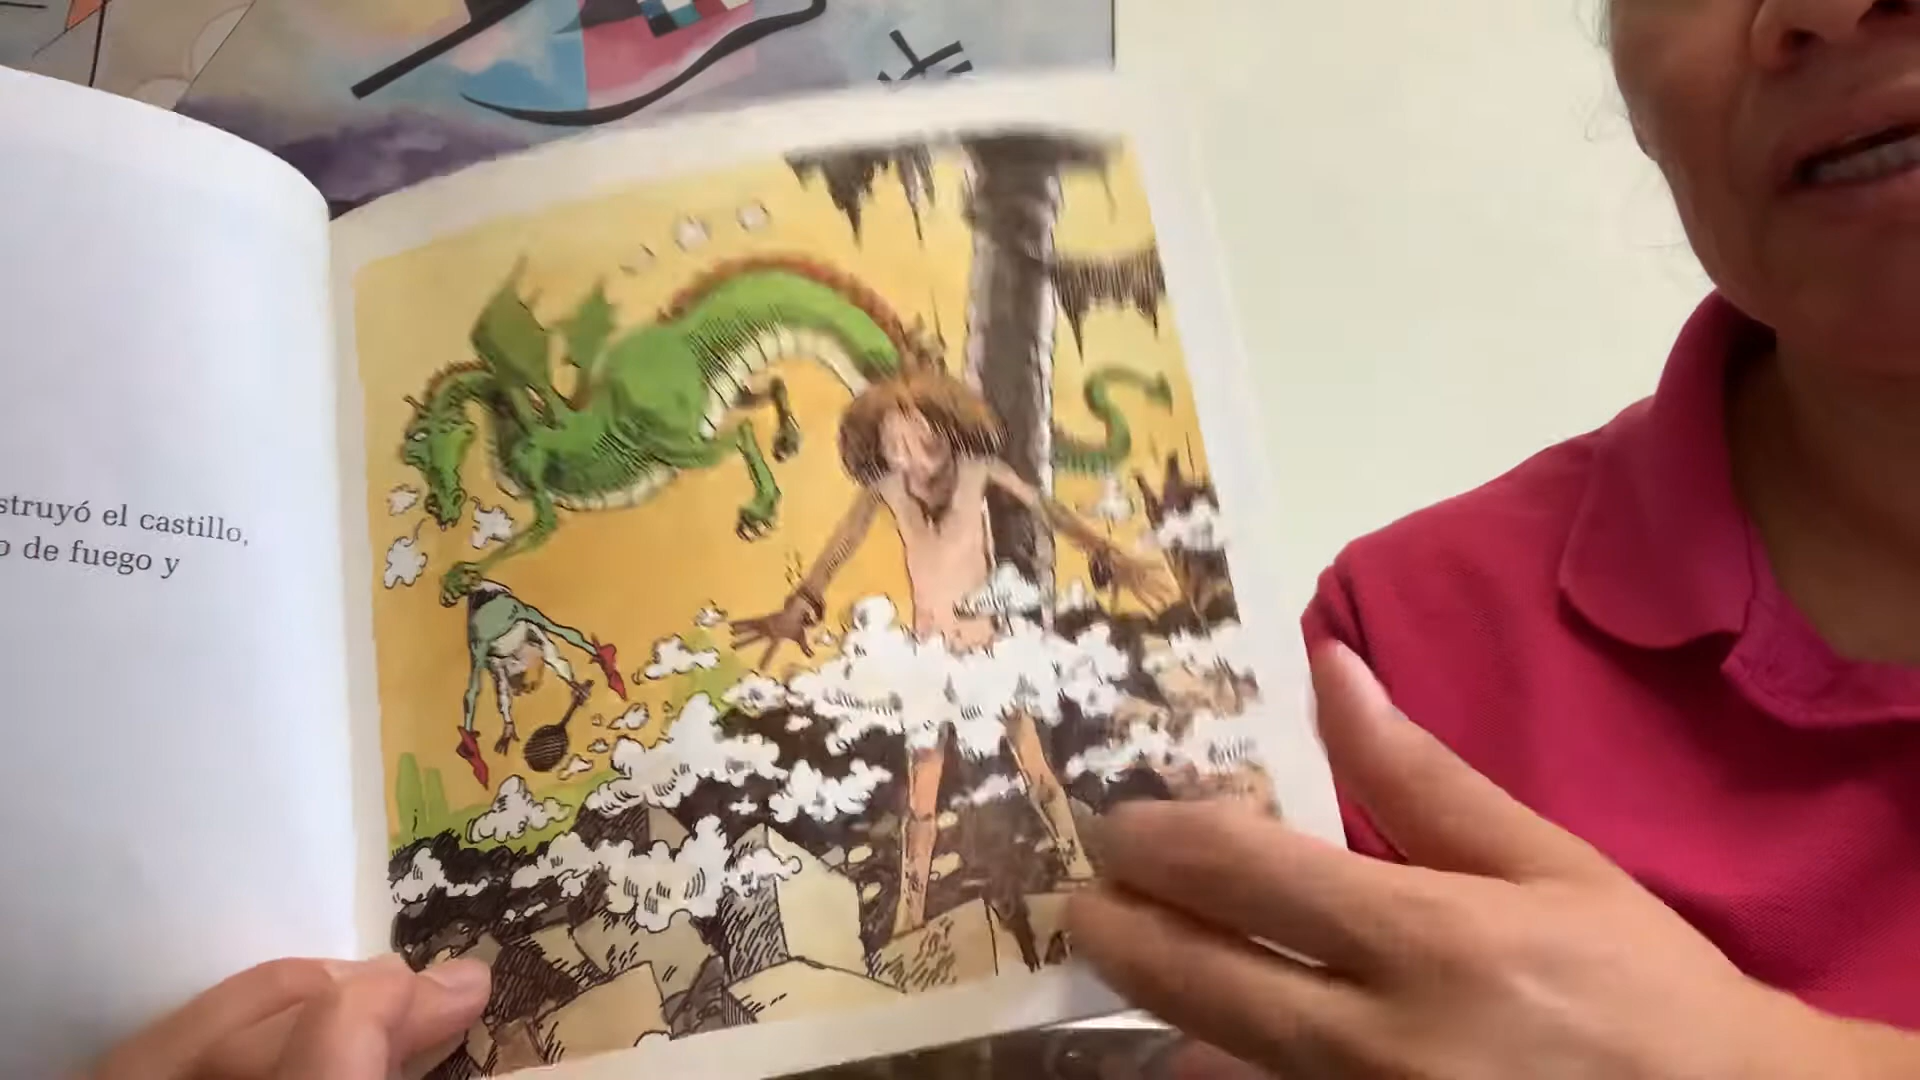 struyó el castillo,
de fuego y